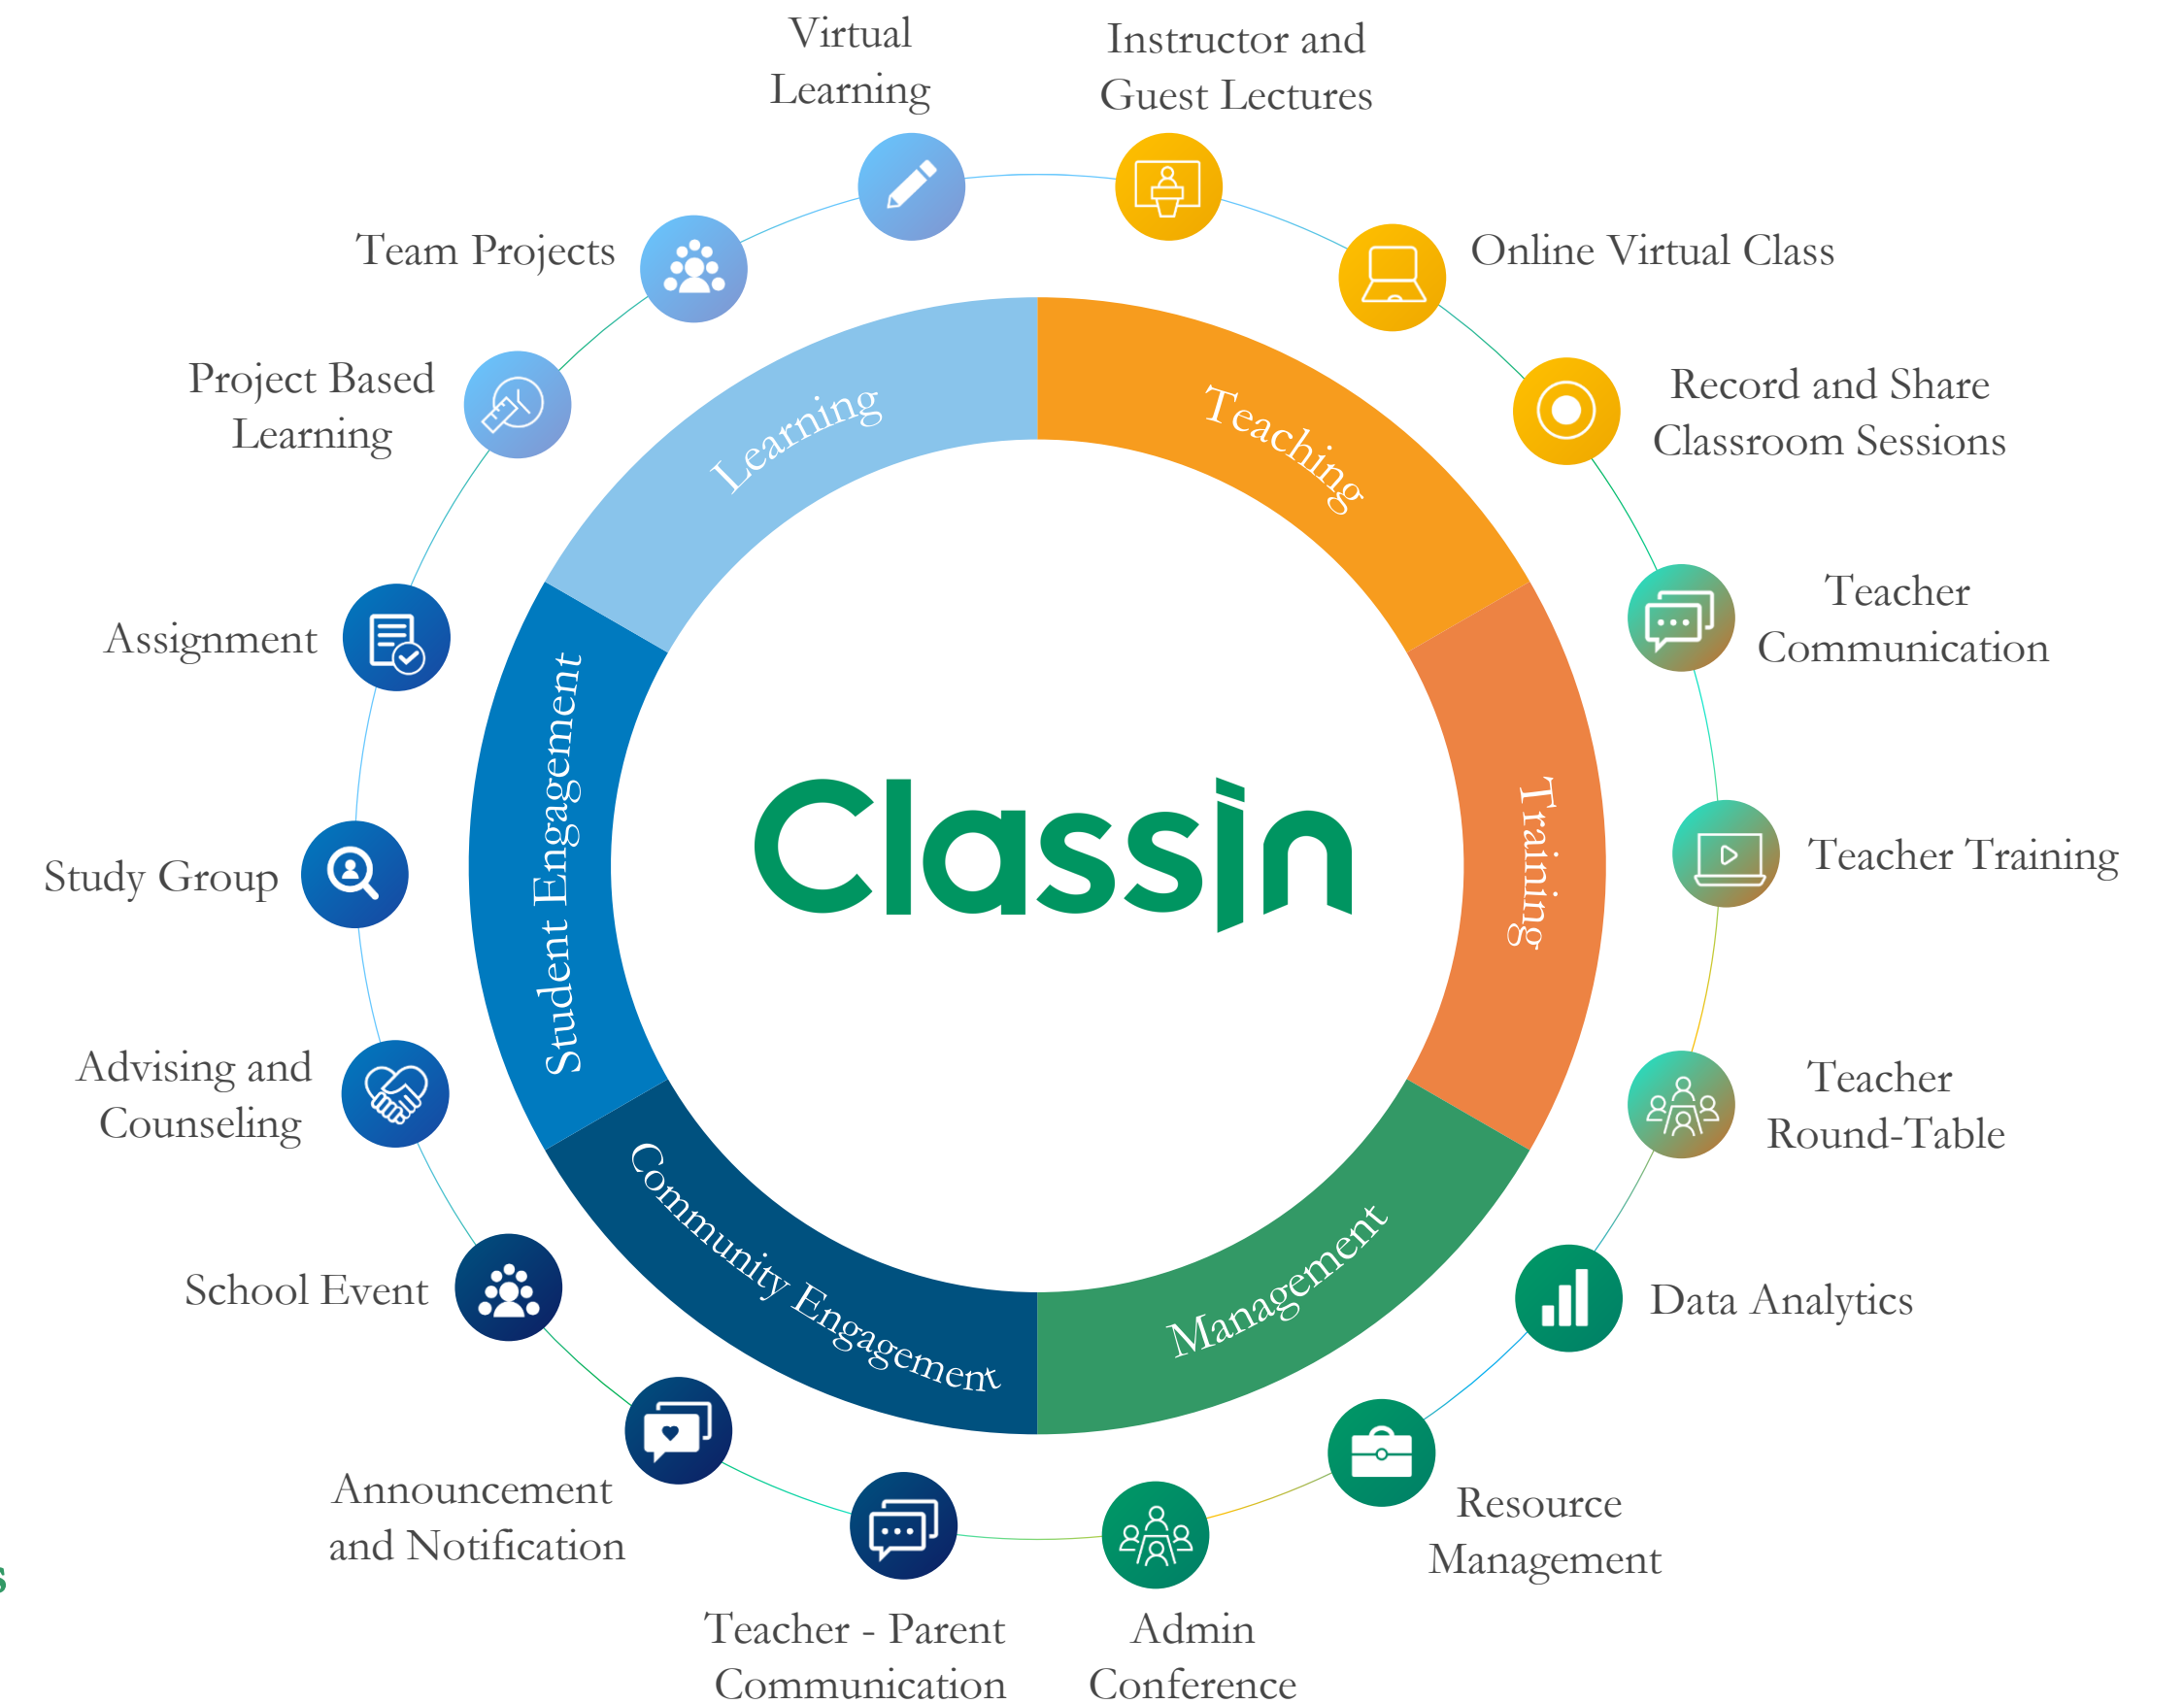 Virtual
Learning
Instructor and
Guest Lectures
Team Projects
Online Virtual Class
Project Based
Learning
Record and Share
Classroom Sessions
Learning
Teaching
Assignment
Teacher
Communication
Student Engagement
ClassIn
Training
Study Group
Teacher Training
Advising and
Counseling
Teacher
Round-Table
Community Engagement
Management
School Event
Data Analytics
Announcement
and Notification
Resource
Management
s
Teacher - Parent
Communication
Admin
Conference